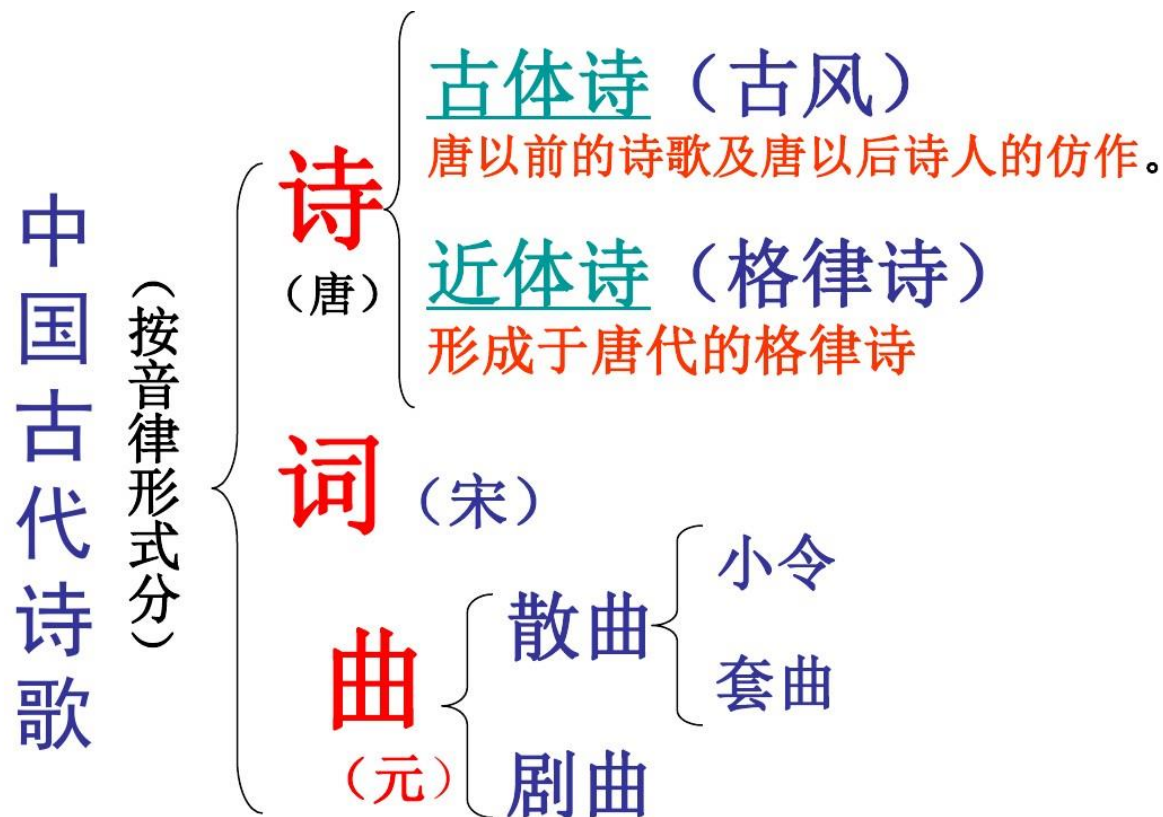 中国古代诗歌
（按音律形式分）
诗
（唐）
古体诗（古风）
唐以前的诗歌及唐以后诗人的仿作。
近体诗（格律诗）
形成于唐代的格律诗
词（宋）
曲
（元）
散曲
小令
套曲
剧曲